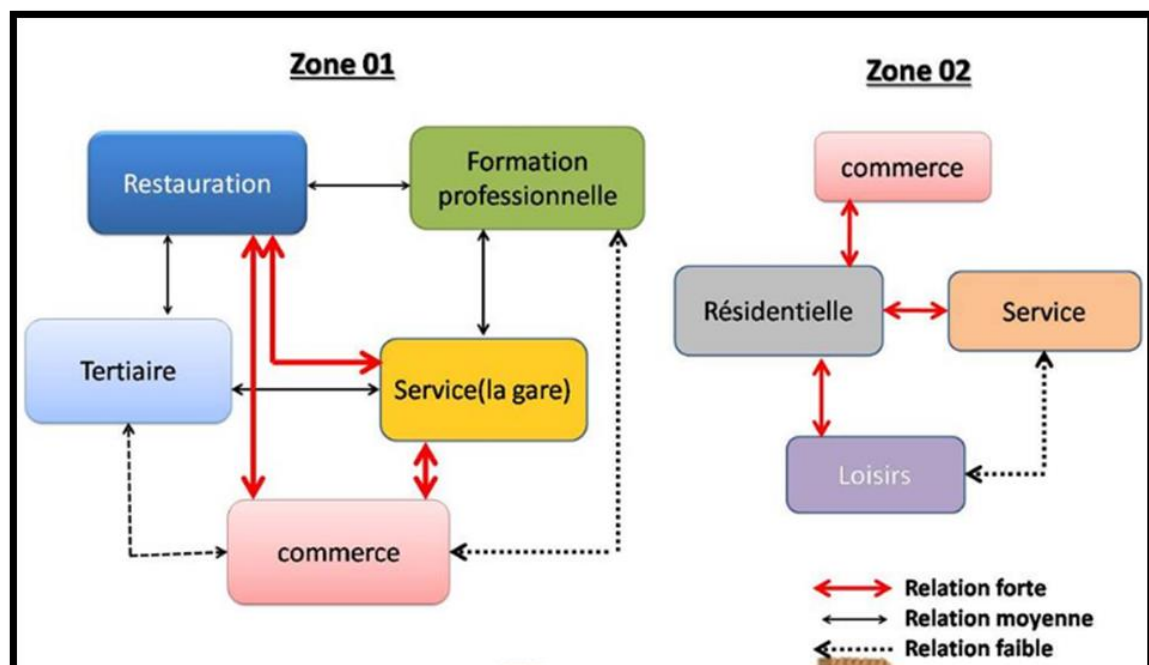 Zone 01
Restauration
Formation
professionnelle
Tertiaire
Service(la gare)
commerce
Zone 02
commerce
Résidentielle
Service
Loisirs
Relation forte
Relation moyenne
Relation faible